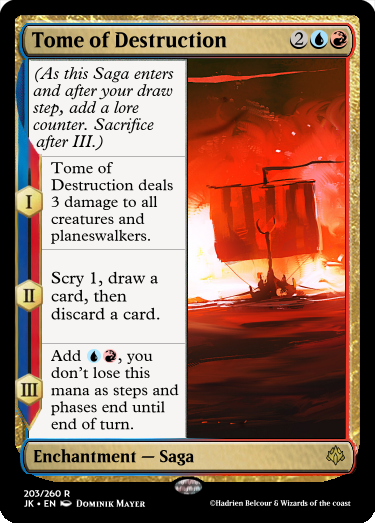 Tome of Destruction 2
(As this Saga enters
and after your draw
step, add a lore
counter. Sacrifice
after III.)
I
Tome of
Destruction deals
3 damage to all
creatures and
planeswalkers.
II
Scry 1, draw a
card, then
discard a card.
III
Add , you
don't lose this
mana as steps and
phases end until
end of turn.
Enchantment — Saga
203/260 R
JK • EN Dominik Mayer
©Hadrien Belcour & Wizards of the coast